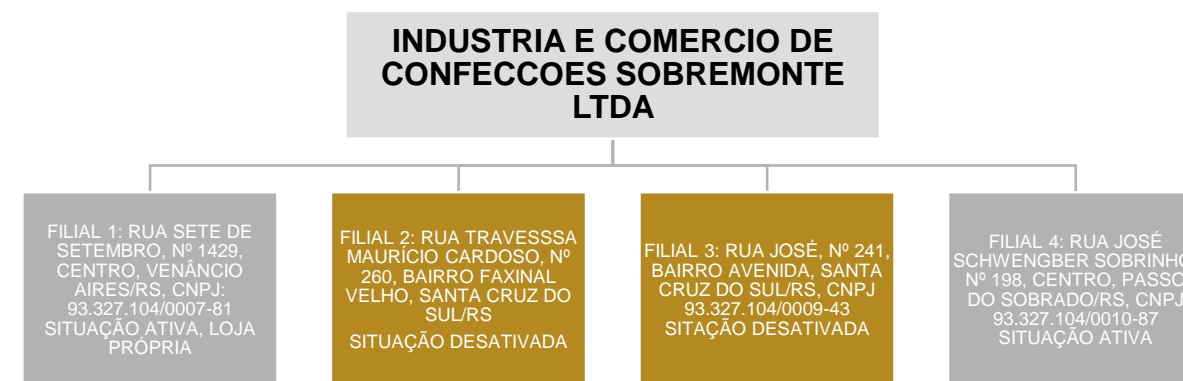 INDUSTRIA E COMERCIO DE
CONFECCOES SOBREMONTE
LTDA
FILIAL 1: RUA SETE DE
SETEMBRO, Nº 1429,
CENTRO, VENÂNCIO
AIRES/RS, CNPJ:
93.327.104/0007-81
SITUAÇÃO ATIVA, LOJA
PRÓPRIA
FILIAL 2: RUA TRAVESSSA
MAURÍCIO CARDOSO, Nº
260, BAIRRO FAXINAL
VELHO, SANTA CRUZ DO
SUL/RS
SITUAÇÃO DESATIVADA
FILIAL 3: RUA JOSÉ, Nº 241,
BAIRRO AVENIDA, SANTA
CRUZ DO SUL/RS, CNPJ
93.327.104/0009-43
SITAÇÃO DESATIVADA
FILIAL 4: RUA JOSÉ
SCHWENGBER SOBRINHO,
Nº 198, CENTRO, PASSO
DO SOBRADO/RS, CNPJ
93.327.104/0010-87
SITUAÇÃO ATIVA